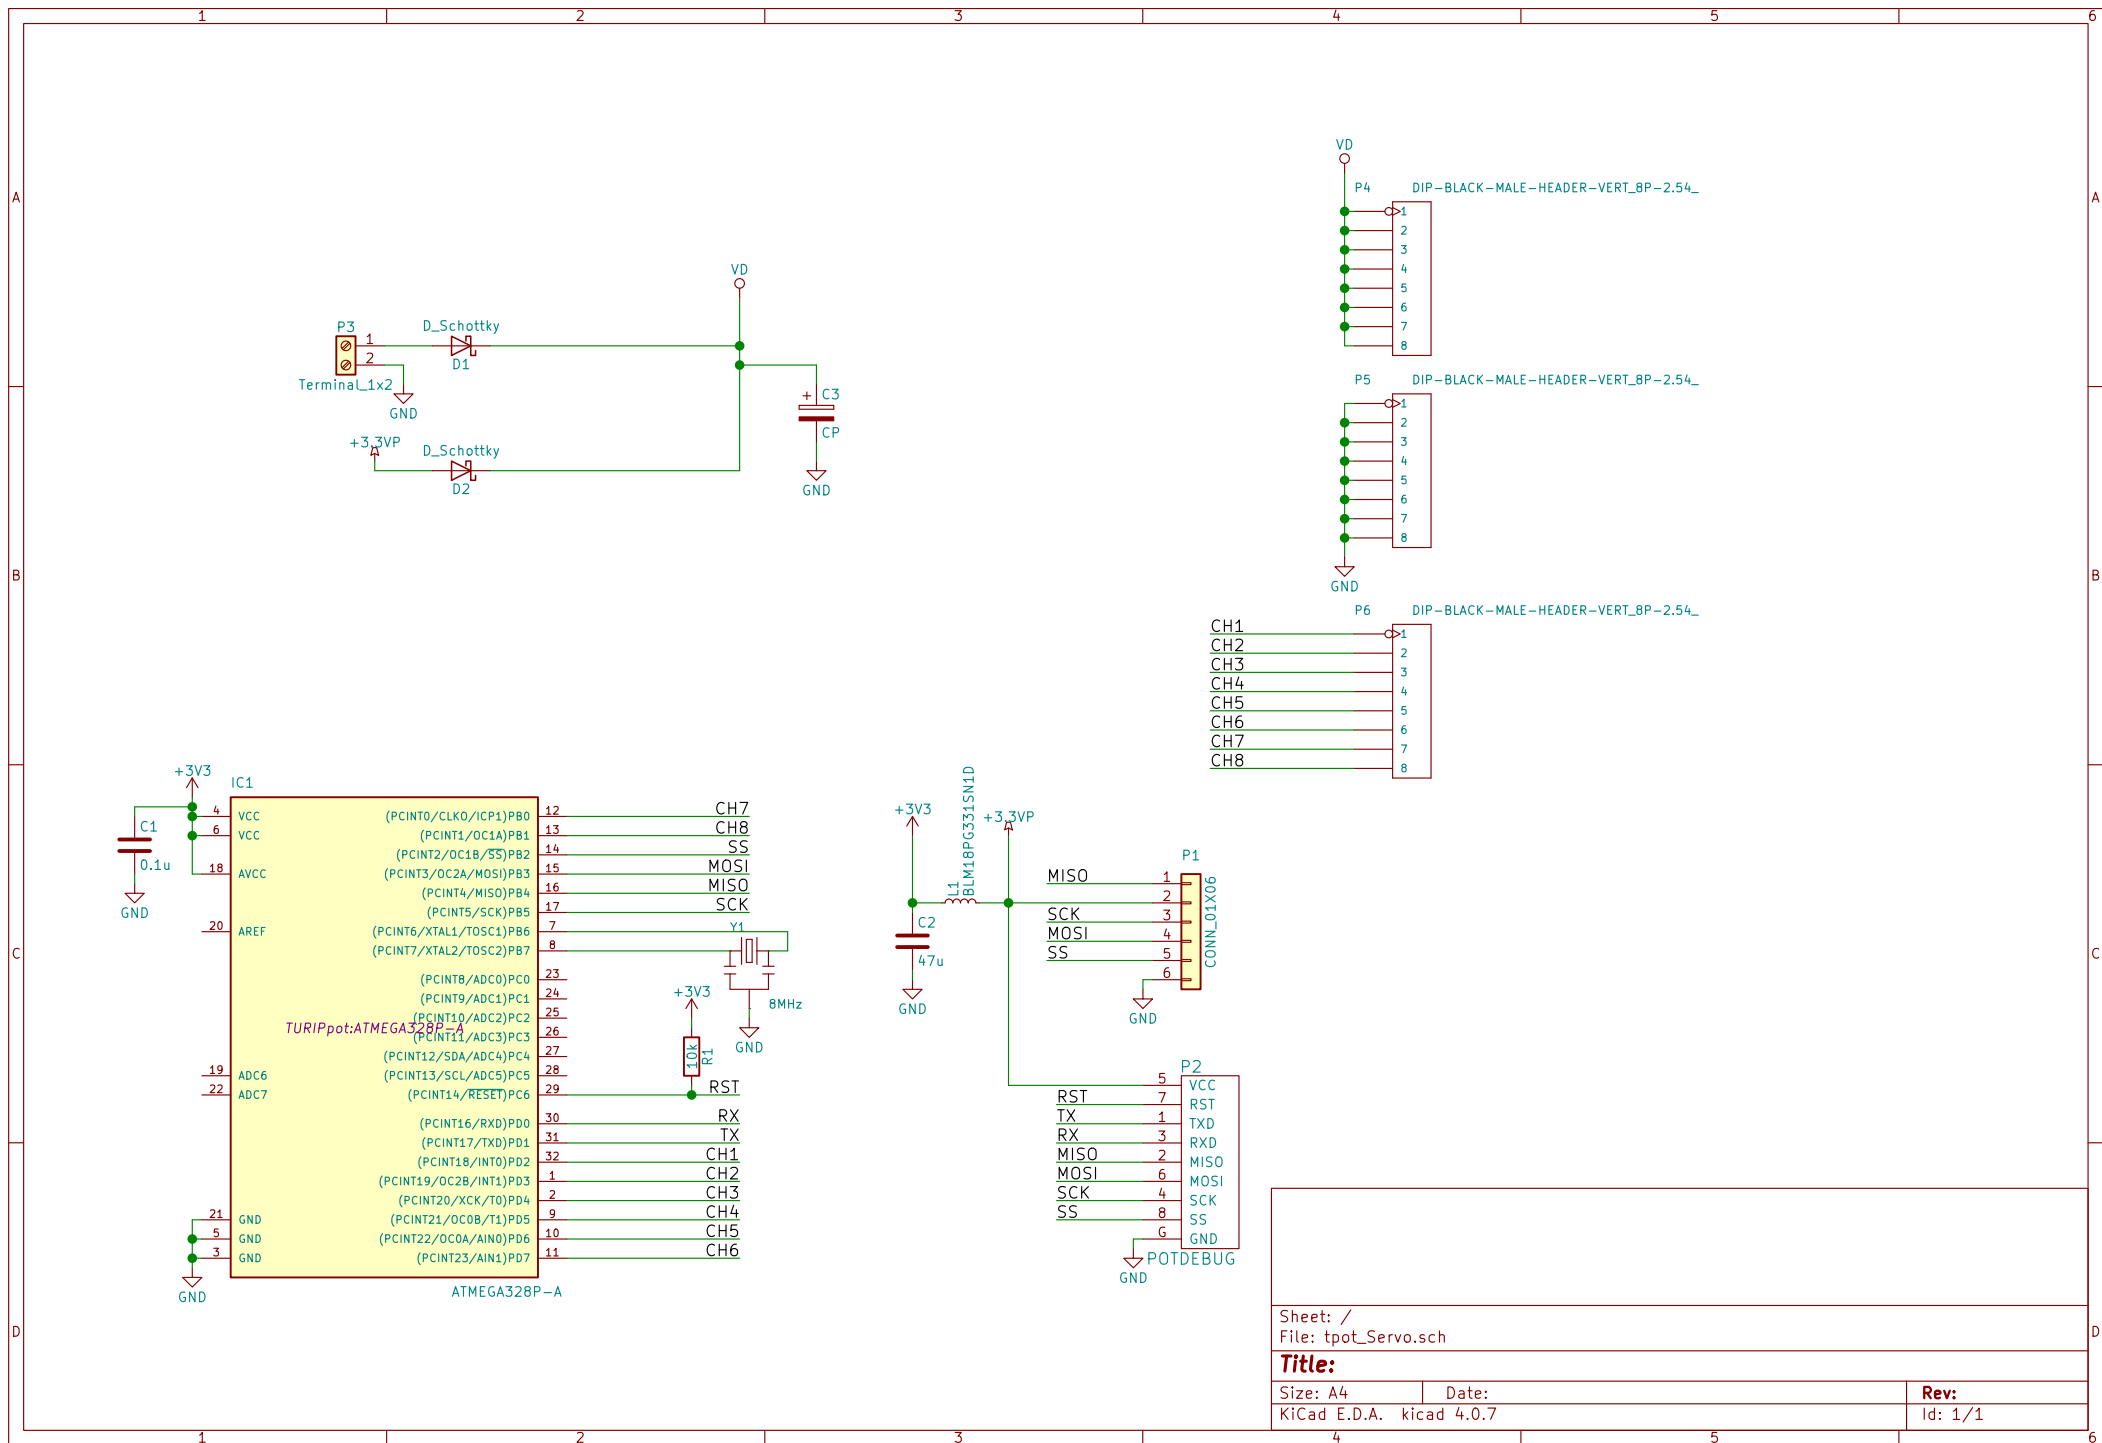 1 2 3 4 5 6
A
A
B
B
C
C
D
D
VD
P3
1
2
Terminal_1x2
GND
D_Schottky
D1
+3.3VP
D_Schottky
D2
VD
+ C3
CP
GND
VD
P4 DIP-BLACK-MALE-HEADER-VERT_8P-2.54_
1
2
3
4
5
6
7
8
P5 DIP-BLACK-MALE-HEADER-VERT_8P-2.54_
1
2
3
4
5
6
7
8
GND
P6 DIP-BLACK-MALE-HEADER-VERT_8P-2.54_
CH1 1
CH2 2
CH3 3
CH4 4
CH5 5
CH6 6
CH7 7
CH8 8
+3V3
C1
0.1u
GND
IC1
4 VCC
6 VCC
18 AVCC
20 AREF
19 ADC6
22 ADC7
21 GND
5 GND
3 GND
GND
TURIPpot:ATMEGA328P-A
(PCINT0/CLKO/ICP1)PB0 12 CH7
(PCINT1/OC1A)PB1 13 CH8
(PCINT2/OC1B/SS)PB2 14 SS
(PCINT3/OC2A/MOSI)PB3 15 MOSI
(PCINT4/MISO)PB4 16 MISO
(PCINT5/SCK)PB5 17 SCK
(PCINT6/XTAL1/TOSC1)PB6 7
(PCINT7/XTAL2/TOSC2)PB7 8
(PCINT8/ADC0)PC0 23
(PCINT9/ADC1)PC1 24
(PCINT10/ADC2)PC2 25
(PCINT11/ADC3)PC3 26
(PCINT12/SDA/ADC4)PC4 27
(PCINT13/SCL/ADC5)PC5 28
(PCINT14/RESET)PC6 29 RST
(PCINT16/RXD)PD0 30 RX
(PCINT17/TXD)PD1 31 TX
(PCINT18/INT0)PD2 32 CH1
(PCINT19/OC2B/INT1)PD3 1 CH2
(PCINT20/XCK/T0)PD4 2 CH3
(PCINT21/OC0B/T1)PD5 9 CH4
(PCINT22/OC0A/AIN0)PD6 10 CH5
(PCINT23/AIN1)PD7 11 CH6
ATMEGA328P-A
Y1
8MHz
GND
+3V3
10k
R1
+3V3
L1
BLM18PG331SN1D
+3.3VP
C2
47u
GND
P1
CONN_01X06
MISO 1
2
SCK 3
MOSI 4
SS 5
6
GND
P2
5 VCC
RST 7 RST
TX 1 TXD
RX 3 RXD
MISO 2 MISO
MOSI 6 MOSI
SCK 4 SCK
SS 8 SS
G GND
GND
POTDEBUG
Sheet: /
File: tpot_Servo.sch
Title:
Size: A4 Date: Rev:
KiCad E.D.A. kicad 4.0.7 Id: 1/1
1 2 3 4 5 6